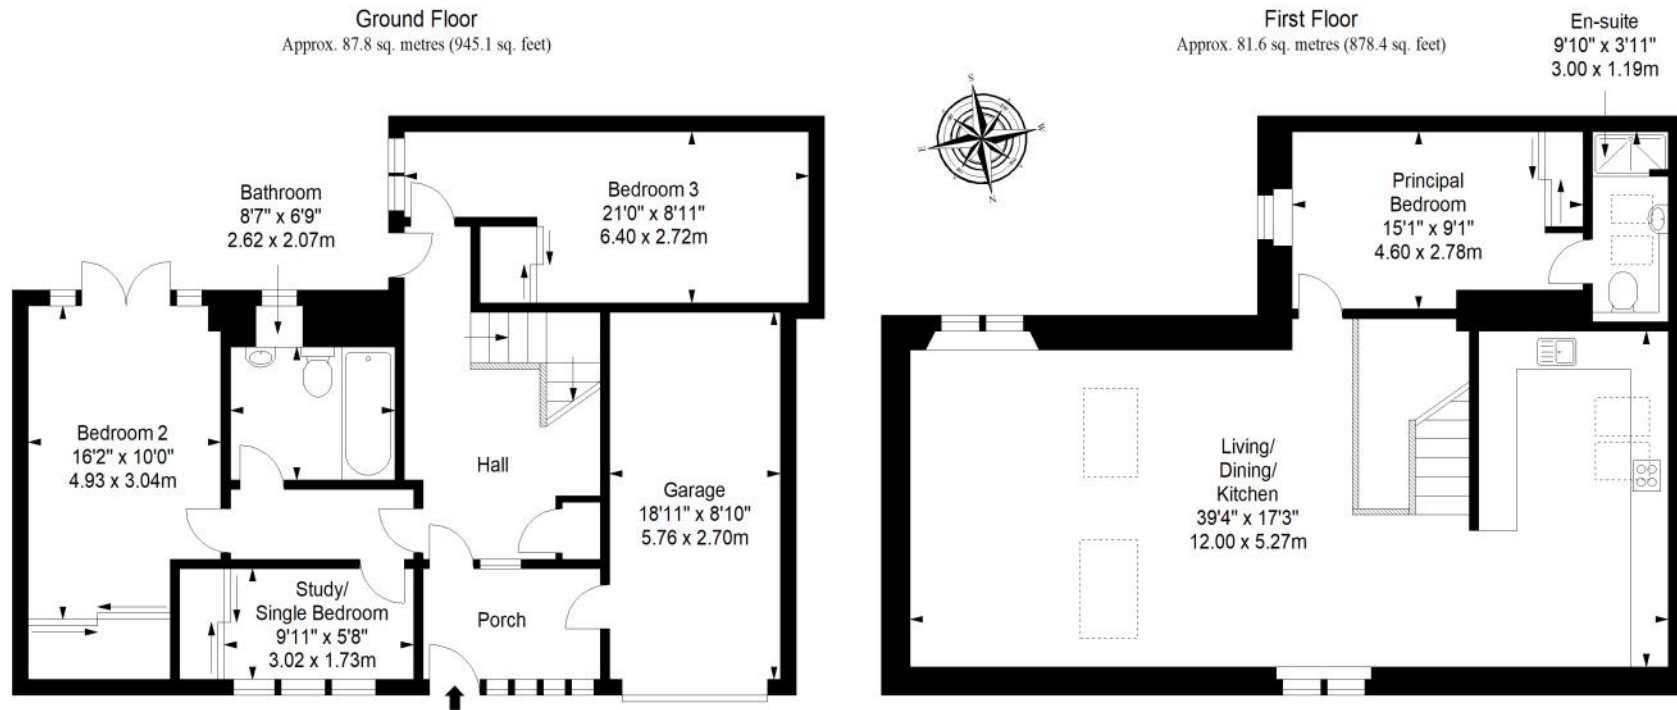 Ground Floor
Approx. 87.8 sq. metres (945.1 sq. feet)
Bathroom
8'7" x 6'9"
2.62 x 2.07m
Bedroom 3
21'0" x 8'11"
6.40 x 2.72m
Bedroom 2
16'2" x 10'0"
4.93 x 3.04m
Hall
Garage
18'11" x 8'10"
5.76 x 2.70m
Study/
Single Bedroom
9'11" x 5'8"
3.02 x 1.73m
Porch
First Floor
Approx. 81.6 sq. metres (878.4 sq. feet)
En-suite
9'10" x 3'11"
3.00 x 1.19m
S
W
E
N
Principal
Bedroom
15'1" x 9'1"
4.60 x 2.78m
Living/
Dining/
Kitchen
39'4" x 17'3"
12.00 x 5.27m